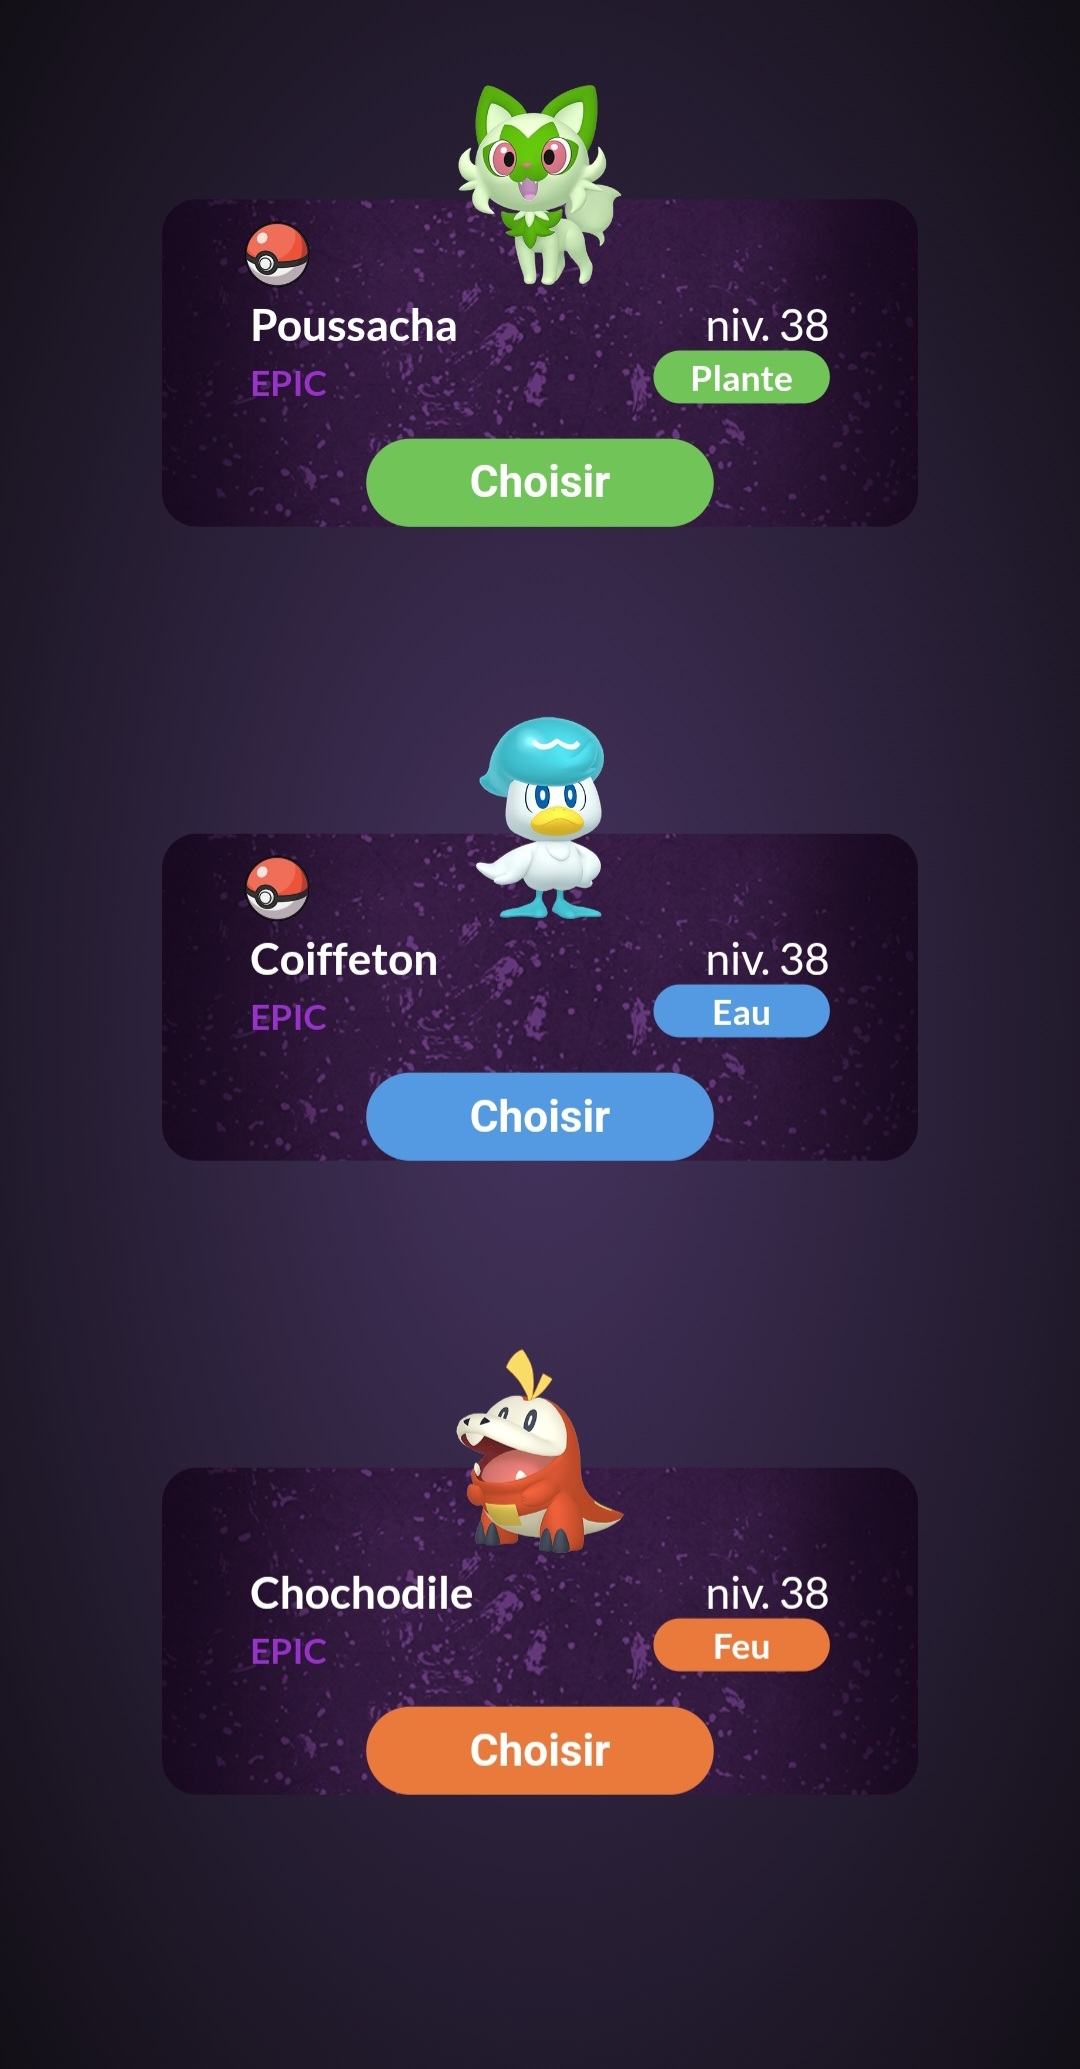 Poussacha niv. 38
EPIC Plante
Choisir
Coiffeton niv. 38
EPIC Eau
Choisir
Chochodile niv. 38
EPIC Feu
Choisir